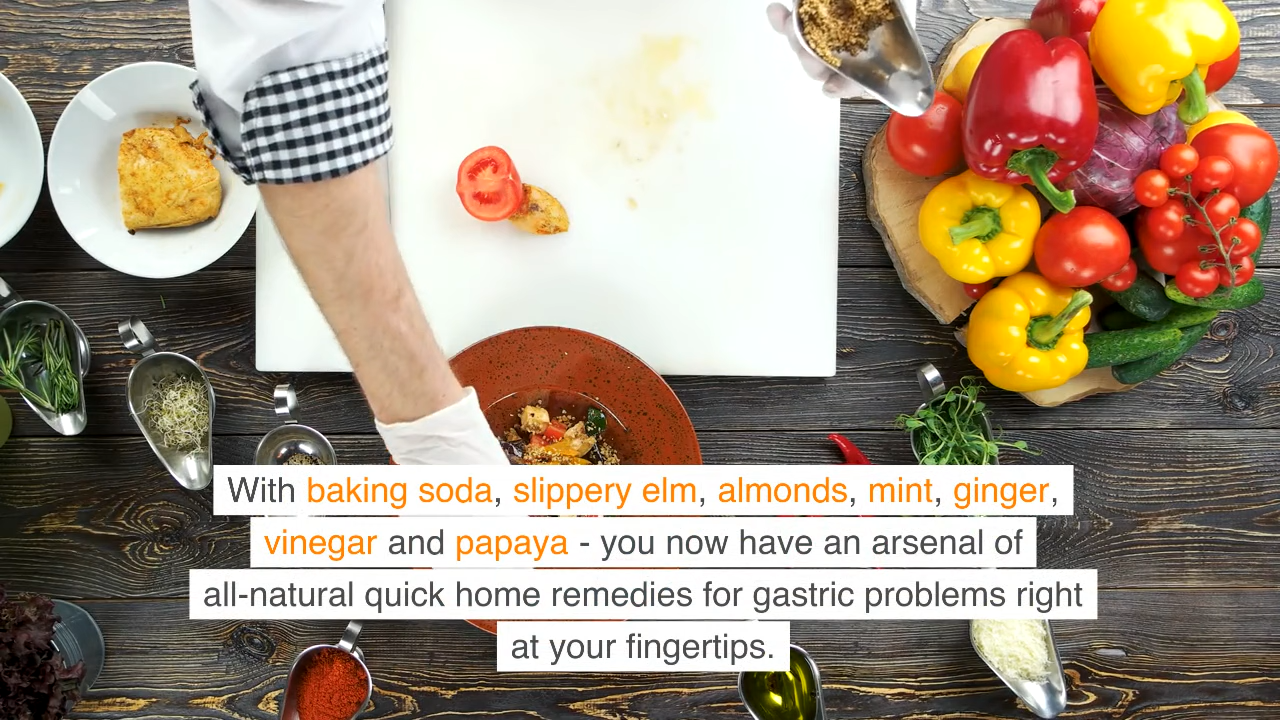 With baking soda, slippery elm, almonds, mint, ginger,
vinegar and papaya - you now have an arsenal of
all-natural quick home remedies for gastric problems right
at your fingertips.